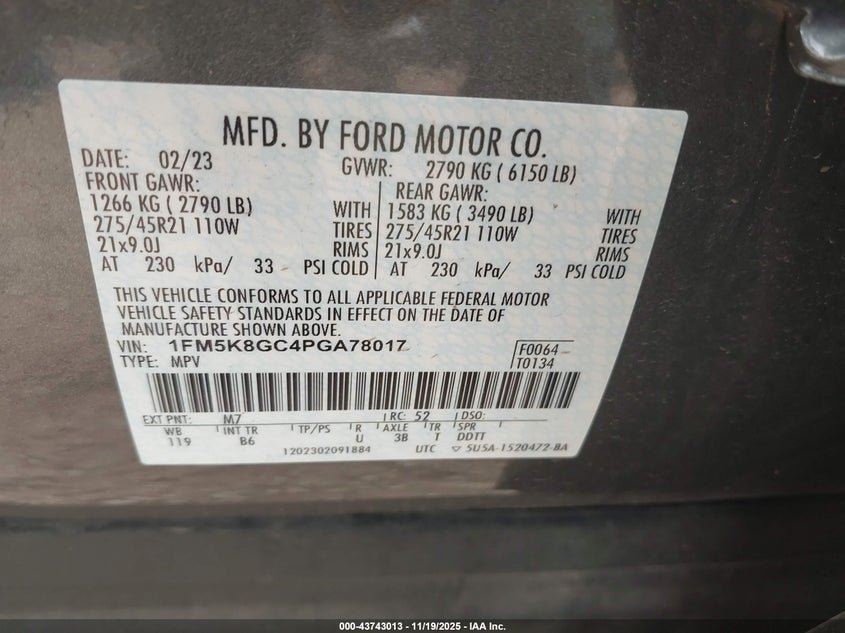 MFD. BY FORD MOTOR CO.
DATE: 02/23 GVWR: 2790 KG ( 6150 LB)
FRONT GAWR: REAR GAWR:
1266 KG ( 2790 LB) WITH 1583 KG ( 3490 LB) WITH
275/45R21 110W TIRES 275/45R21 110W TIRES
21x9.0J RIMS 21x9.0J RIMS
AT 230 kPa/ 33 PSI COLD AT 230 kPa/ 33 PSI COLD
THIS VEHICLE CONFORMS TO ALL APPLICABLE FEDERAL MOTOR
VEHICLE SAFETY STANDARDS IN EFFECT ON THE DATE OF
MANUFACTURE SHOWN ABOVE.
VIN: 1FM5K8GC4PGA78017 F0064
TYPE: MPV T0134
EXT PNT: M7 RC: 52 DSO:
WB INT TR TP/PS R AXLE TR SPR
119 B6 U 3B T DDTT
1202302091884 UTC ▽ 5U5A-1520472-BA
000-43743013 - 11/19/2025 - IAA Inc.